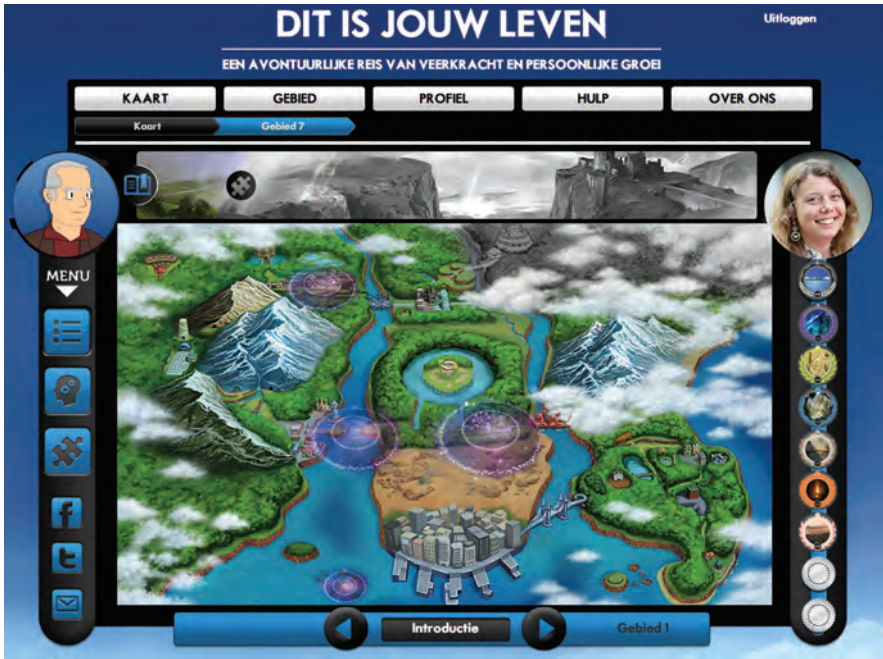 DIT IS JOUW LEVEN
Uitloggen
EEN AVONTUURLIJKE REIS VAN VEERKRACHT EN PERSOONLIJKE GROEI
KAART
GEBIED
PROFIEL
HULP
OVER ONS
Kaart
Gebied 7
MENU
Introductie
Gebied 1